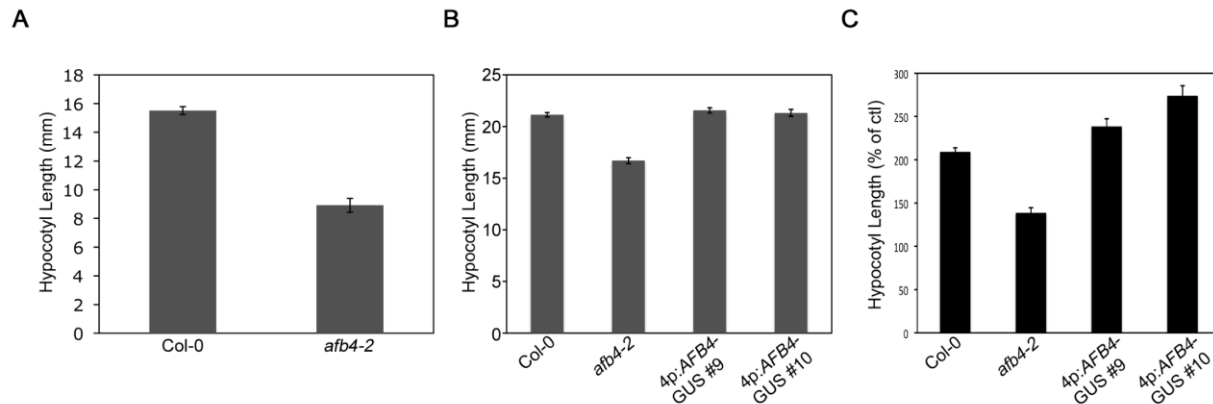 A
Hypocotyl Length (mm)
18
16
14
12
10
8
6
4
2
0
Col-0
afb4-2
B
Hypocotyl Length (mm)
25
20
15
10
5
0
Col-0
afb4-2
4p:AFB4-
GUS #9
4p:AFB4-
GUS #10
C
Hypocotyl Length (% of ctl)
300
250
200
150
100
50
0
Col-0
afb4-2
4p:AFB4-
GUS #9
4p:AFB4-
GUS #10